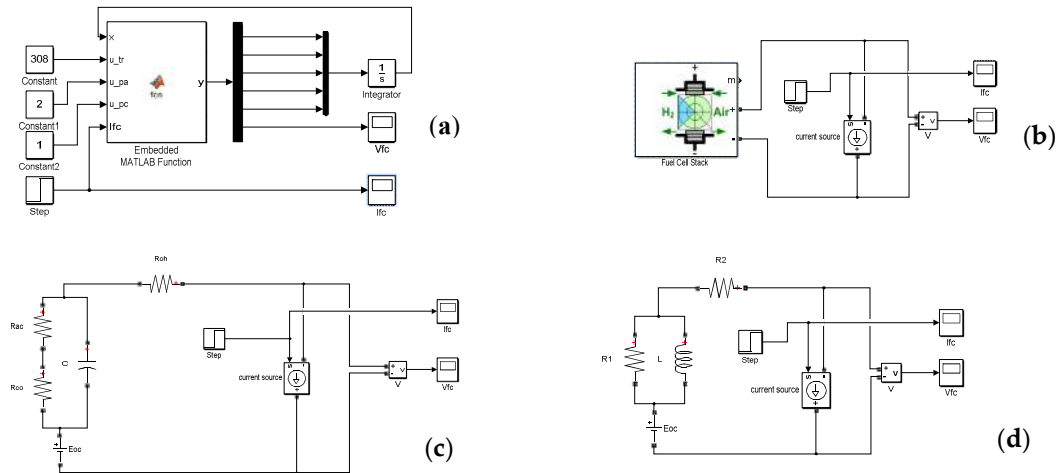 x
308
u_tr
Constant
u_pa
2
fcn
y
1
s
Integrator
Constant1
u_pc
1
Ifc
Constant2
Embedded
MATLAB Function
Vfc
Step
Ifc
(a)
+
m
H₂
Air
+
-
-
Fuel Cell Stack
Step
Ifc
s
-
current source
+
+
-
v
V
Vfc
(b)
Roh
+
Rac
+
C
+
Rco
+
+
Eoc
Step
Ifc
s
-
current source
+
+
-
v
V
Vfc
(c)
R2
+
R1
+
L
+
+
Eoc
Step
Ifc
s
-
current source
+
+
-
v
V
Vfc
(d)